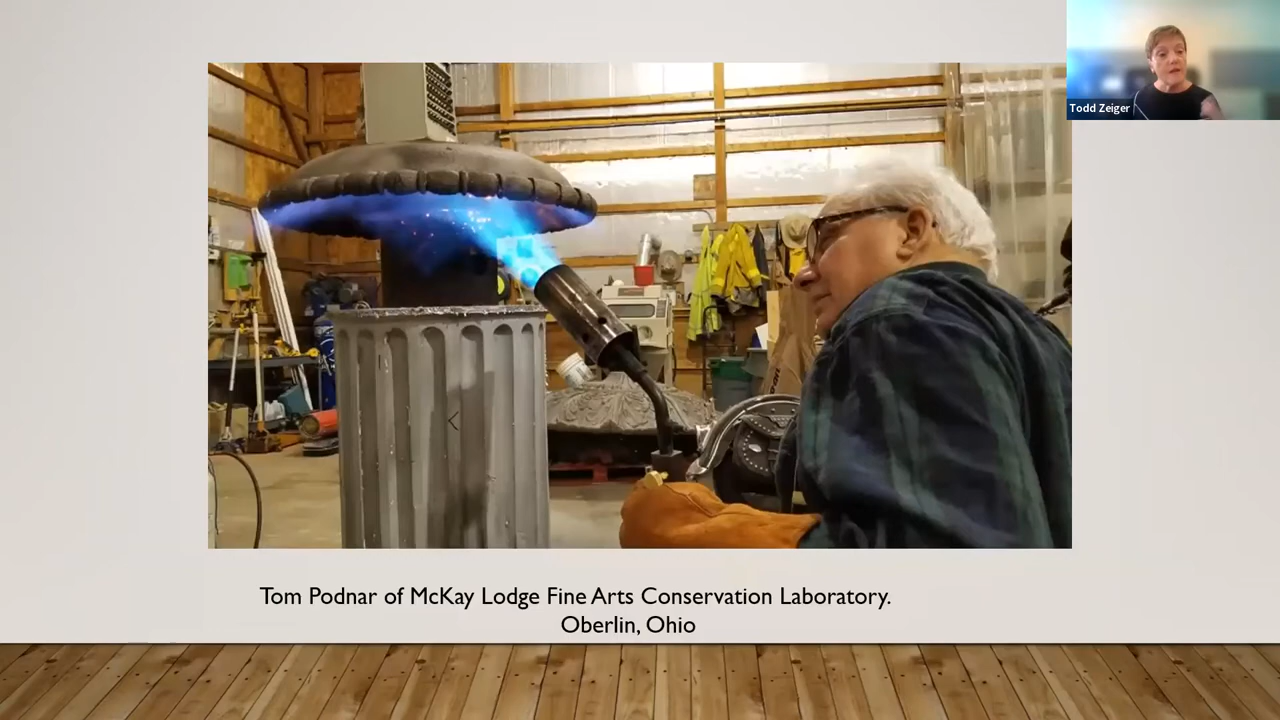 Todd Zeiger
Tom Podnar of McKay Lodge Fine Arts Conservation Laboratory.
Oberlin, Ohio